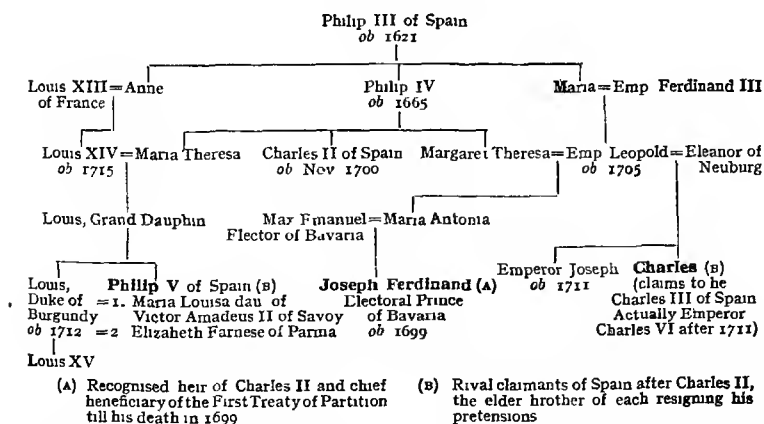 Philip III of Spain
ob 1621
Louis XIII = Anne
of France
Philip IV
ob 1665
Maria = Emp Ferdinand III
Louis XIV = Maria Theresa
ob 1715
Charles II of Spain
ob Nov 1700
Margaret Theresa = Emp Leopold = Eleanor of
ob 1705 Neuburg
Louis, Grand Dauphin
Max Fmanuel = Maria Antonia
Flector of Bavaria
Louis,
Duke of
Burgundy
ob 1712
Philip V of Spain (B)
= 1. Maria Louisa dau of
Victor Amadeus II of Savoy
= 2 Elizaheth Farnese of Parma
Joseph Ferdinand (A)
Electoral Prince
of Bavaria
ob 1699
Emperor Joseph
ob 1711
Charles (B)
(claims to he
Charles III of Spain
Actually Emperor
Charles VI after 1711)
Louis XV
(A) Recognised heir of Charles II and chief
heneficiary of the First Treaty of Partition
till his death in 1699
(B) Rival claimants of Spain after Charles II,
the elder hrother of each resigning his
pretensions